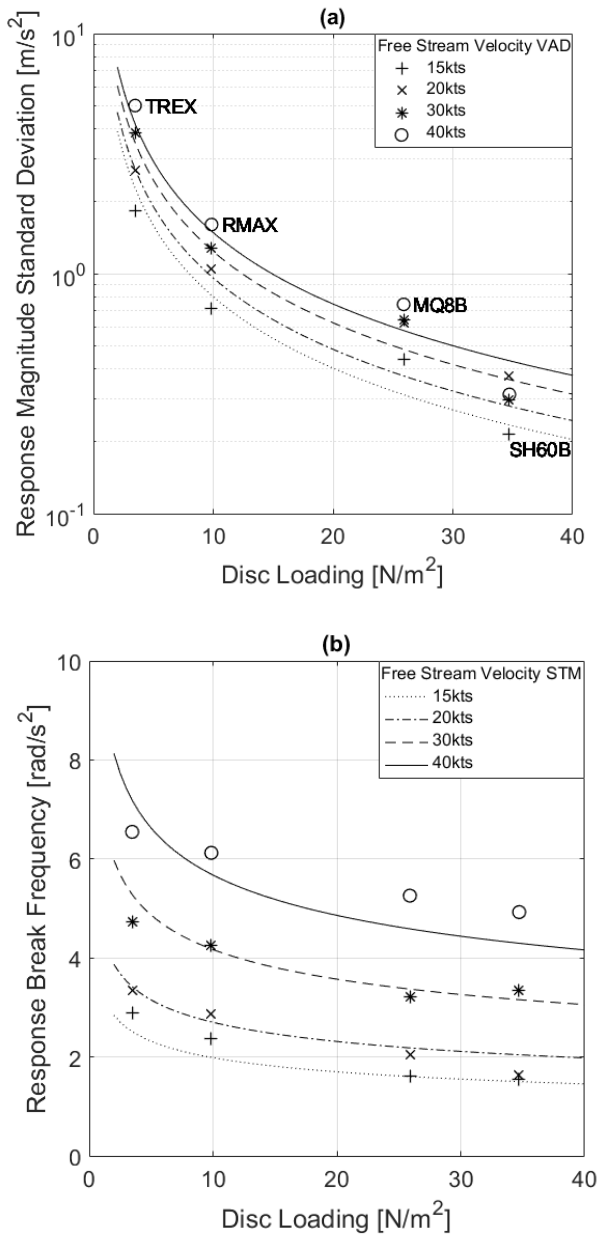 (a)
Response Magnitude Standard Deviation [m/s²]
10¹
10⁰
10⁻¹
Free Stream Velocity VAD
15kts
20kts
30kts
40kts
TREX
RMAX
MQ8B
SH60B
0
10
20
30
40
Disc Loading [N/m²]
(b)
Response Break Frequency [rad/s²]
10
8
6
4
2
0
Free Stream Velocity STM
15kts
20kts
30kts
40kts
0
10
20
30
40
Disc Loading [N/m²]